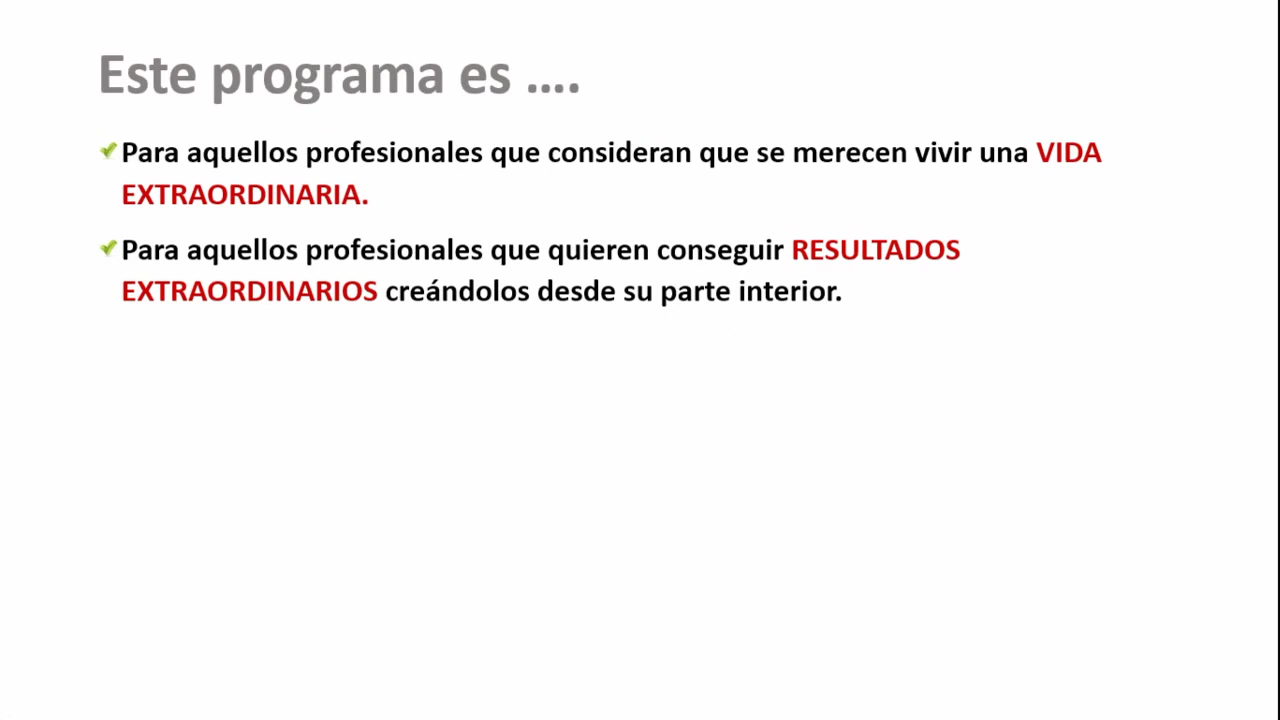 Este programa es ....
Para aquellos profesionales que consideran que se merecen vivir una VIDA
EXTRAORDINARIA.
Para aquellos profesionales que quieren conseguir RESULTADOS
EXTRAORDINARIOS creándolos desde su parte interior.